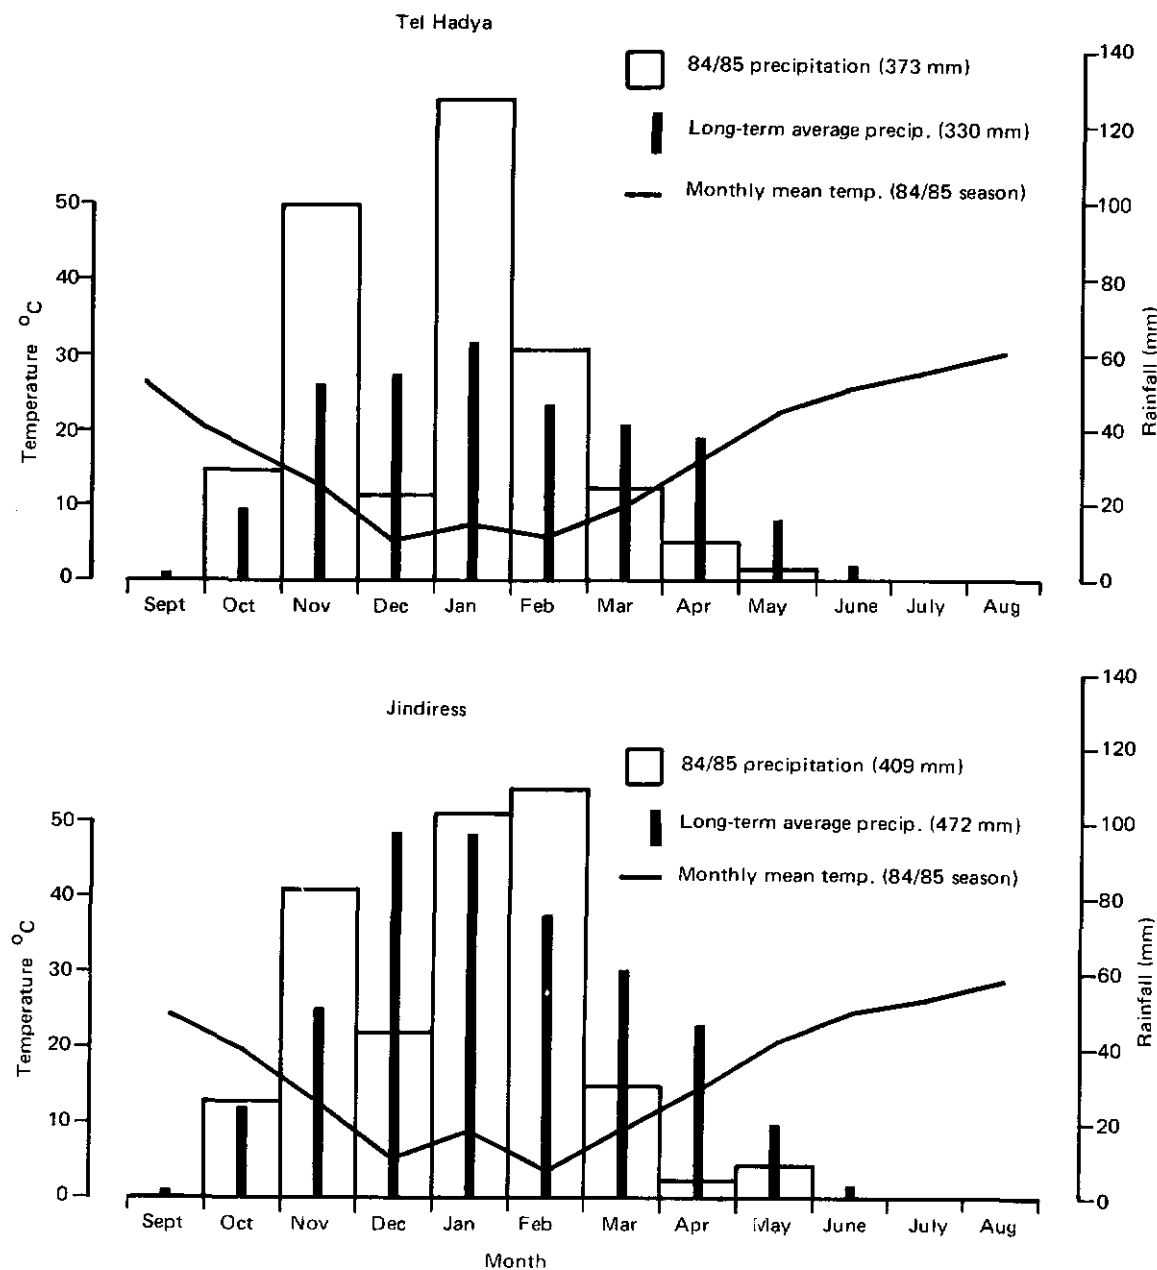 Tel Hadya
84/85 precipitation (373 mm)
Long-term average precip. (330 mm)
Monthly mean temp. (84/85 season)
Temperature °C
50
40
30
20
10
0
140
120
100
80
60
40
20
0
Rainfall (mm)
Sept Oct Nov Dec Jan Feb Mar Apr May June July Aug
Jindiress
84/85 precipitation (409 mm)
Long-term average precip. (472 mm)
Monthly mean temp. (84/85 season)
Temperature °C
50
40
30
20
10
0
140
120
100
80
60
40
20
0
Rainfall (mm)
Sept Oct Nov Dec Jan Feb Mar Apr May June July Aug
Month